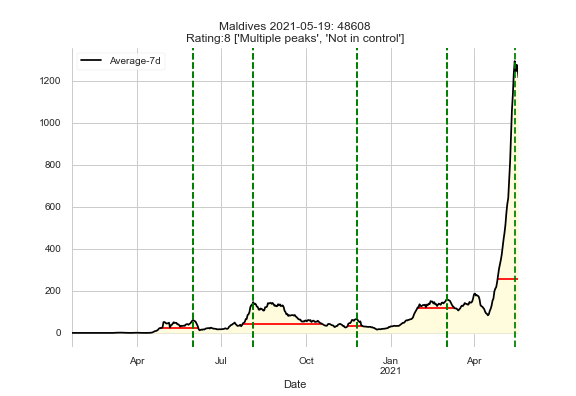 Maldives 2021-05-19: 48608
Rating:8 ['Multiple peaks', 'Not in control']
Average-7d
1200
1000
800
600
400
200
0
Apr
Jul
Oct
Jan
2021
Apr
Date